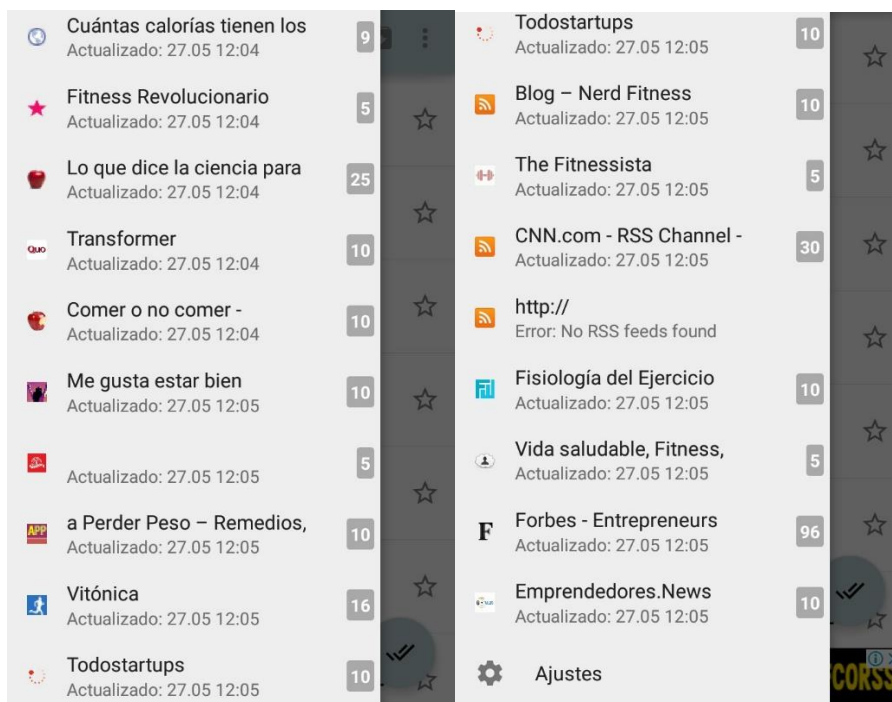 Cuántas calorías tienen los
Actualizado: 27.05 12:04
9
Fitness Revolucionario
Actualizado: 27.05 12:04
5
Lo que dice la ciencia para
Actualizado: 27.05 12:04
25
Quo
Transformer
Actualizado: 27.05 12:04
10
Comer o no comer -
Actualizado: 27.05 12:04
10
Me gusta estar bien
Actualizado: 27.05 12:05
10
Actualizado: 27.05 12:05
5
APP
a Perder Peso – Remedios,
Actualizado: 27.05 12:05
10
Vitónica
Actualizado: 27.05 12:05
16
Todostartups
Actualizado: 27.05 12:05
10
Todostartups
Actualizado: 27.05 12:05
10
Blog – Nerd Fitness
Actualizado: 27.05 12:05
10
The Fitnessista
Actualizado: 27.05 12:05
5
CNN.com - RSS Channel -
Actualizado: 27.05 12:05
30
http://
Error: No RSS feeds found
Fisiología del Ejercicio
Actualizado: 27.05 12:05
10
Vida saludable, Fitness,
Actualizado: 27.05 12:05
5
F
Forbes - Entrepreneurs
Actualizado: 27.05 12:05
96
Emprendedores.News
Actualizado: 27.05 12:05
10
Ajustes